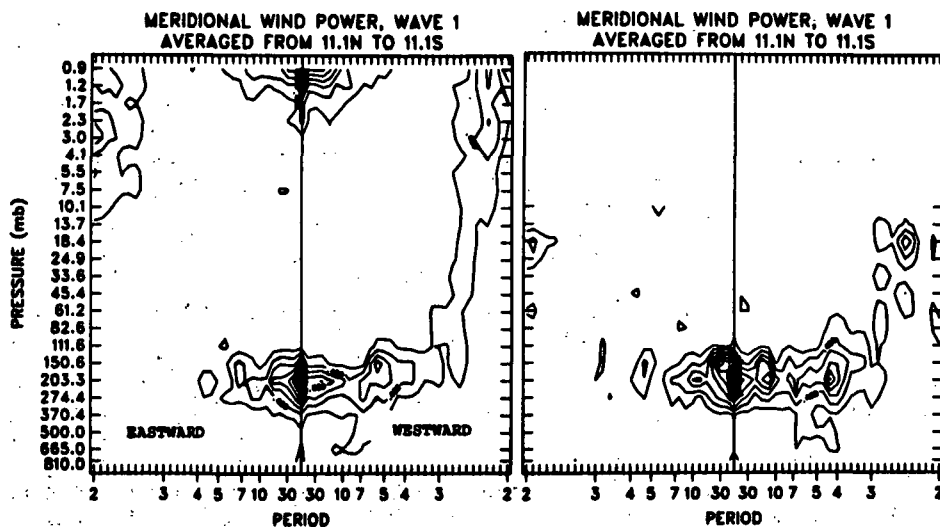 MERIDIONAL WIND POWER, WAVE 1
AVERAGED FROM 11.1N TO 11.1S
MERIDIONAL WIND POWER, WAVE 1
AVERAGED FROM 11.1N TO 11.1S
PRESSURE (mb)
0.9
1.2
1.7
2.3
3.0
4.1
5.5
7.5
10.1
13.7
18.4
24.9
33.6
45.4
61.2
82.6
111.6
150.6
203.3
274.4
370.4
500.0
665.0
810.0
EASTWARD
WESTWARD
2 3 4 5 7 10 30 30 10 7 5 4 3 2
2 3 4 5 7 10 30 30 10 7 5 4 3 2
PERIOD
PERIOD